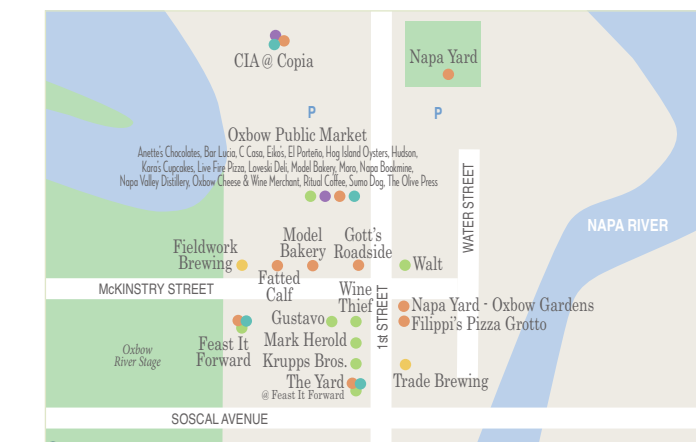 CIA @ Copia
Napa Yard
P
P
Oxbow Public Market
Anette's Chocolates, Bar Lucia, C Casa, Eiko's, El Porteño, Hog Island Oysters, Hudson,
Kara's Cupcakes, Live Fire Pizza, Loveski Deli, Model Bakery, Moro, Napa Bookmine,
Napa Valley Distillery, Oxbow Cheese & Wine Merchant, Ritual Coffee, Sumo Dog, The Olive Press
WATER STREET
NAPA RIVER
Fieldwork
Brewing
Model
Bakery
Gott's
Roadside
Walt
Fatted
Calf
McKINSTRY STREET
Wine
Thief
1st STREET
Napa Yard - Oxbow Gardens
Filippi's Pizza Grotto
Gustavo
Mark Herold
Krupps Bros.
The Yard
@ Feast It Forward
Feast It
Forward
Oxbow
River Stage
Trade Brewing
SOSCAL AVENUE